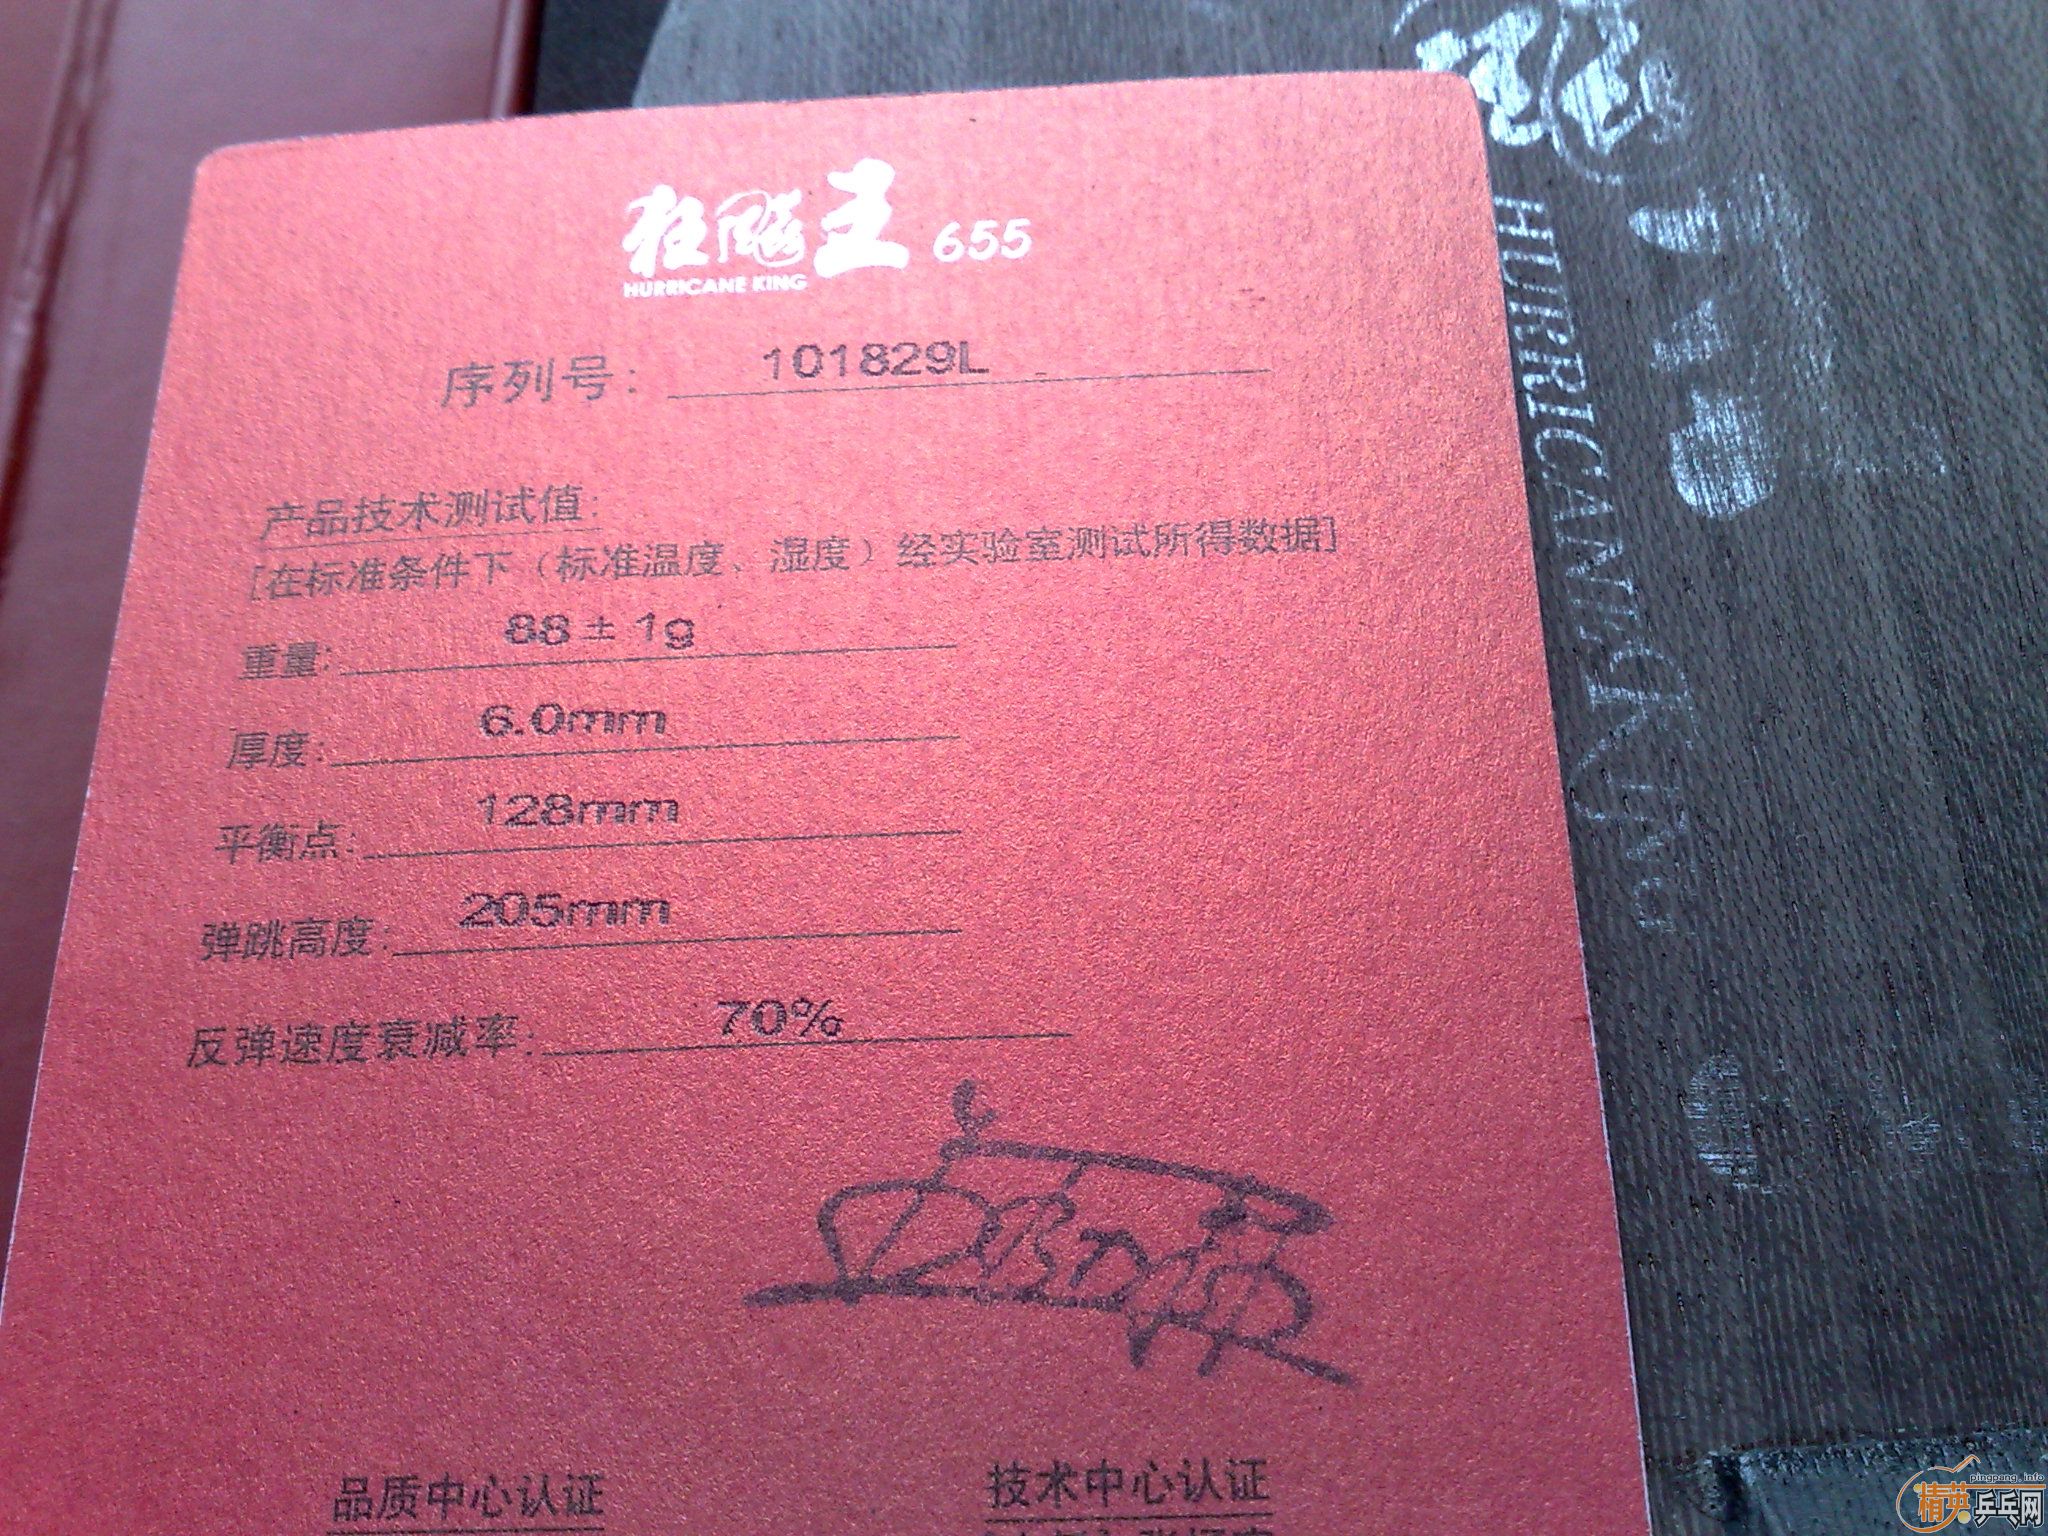 狂飚王 655
HURRICANE KING
序列号: 101829L
产品技术测试值:
[在标准条件下（标准温度、湿度）经实验室测试所得数据]
重量: 88 ± 1g
厚度: 6.0mm
平衡点: 128mm
弹跳高度: 205mm
反弹速度衰减率: 70%
品质中心认证
技术中心认证
HURRICANE KING
pingpang.info
精英乒乓网